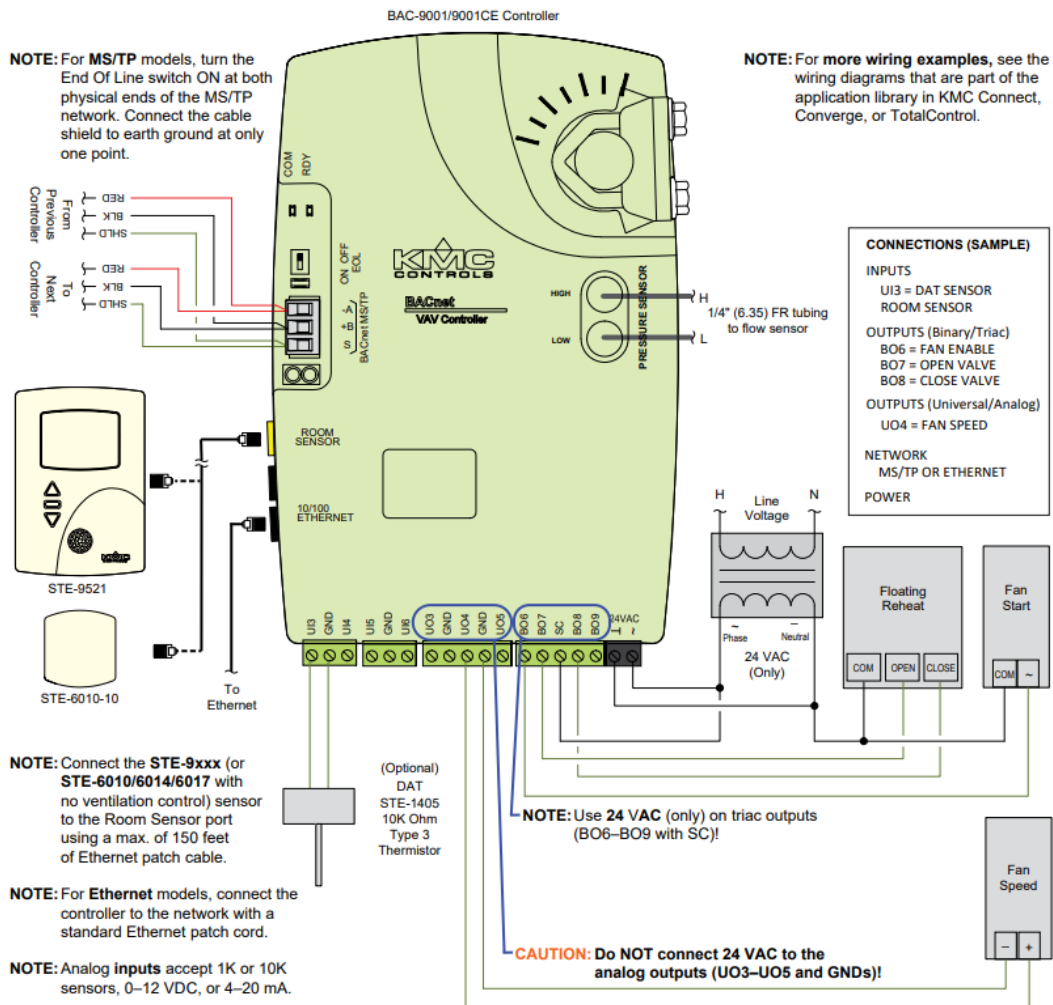 BAC-9001/9001CE Controller
NOTE: For MS/TP models, turn the
End Of Line switch ON at both
physical ends of the MS/TP
network. Connect the cable
shield to earth ground at only
one point.
NOTE: For more wiring examples, see the
wiring diagrams that are part of the
application library in KMC Connect,
Converge, or TotalControl.
COM
RDY
From
Previous
Controller
RED
BLK
SHLD
To
Next
Controller
RED
BLK
SHLD
ON OFF
EOL
-A
+B
S
BACnet MS/TP
KMC
CONTROLS
BACnet
VAV Controller
HIGH
LOW
PRESSURE SENSOR
H
1/4" (6.35) FR tubing
to flow sensor
L
CONNECTIONS (SAMPLE)
INPUTS
UI3 = DAT SENSOR
ROOM SENSOR
OUTPUTS (Binary/Triac)
BO6 = FAN ENABLE
BO7 = OPEN VALVE
BO8 = CLOSE VALVE
OUTPUTS (Universal/Analog)
UO4 = FAN SPEED
NETWORK
MS/TP OR ETHERNET
POWER
ROOM
SENSOR
10/100
ETHERNET
STE-9521
STE-6010-10
To
Ethernet
UI3
GND
UI4
UI5
GND
UI6
UO3
GND
UO4
GND
UO5
BO6
BO7
SC
BO8
BO9
24VAC
~
H
Line
Voltage
N
~
Phase
–
Neutral
24 VAC
(Only)
Floating
Reheat
COM
OPEN
CLOSE
Fan
Start
COM
~
NOTE: Connect the STE-9xxx (or
STE-6010/6014/6017 with
no ventilation control) sensor
to the Room Sensor port
using a max. of 150 feet
of Ethernet patch cable.
(Optional)
DAT
STE-1405
10K Ohm
Type 3
Thermistor
NOTE: Use 24 VAC (only) on triac outputs
(BO6–BO9 with SC)!
NOTE: For Ethernet models, connect the
controller to the network with a
standard Ethernet patch cord.
CAUTION: Do NOT connect 24 VAC to the
analog outputs (UO3–UO5 and GNDs)!
Fan
Speed
–
+
NOTE: Analog inputs accept 1K or 10K
sensors, 0–12 VDC, or 4–20 mA.